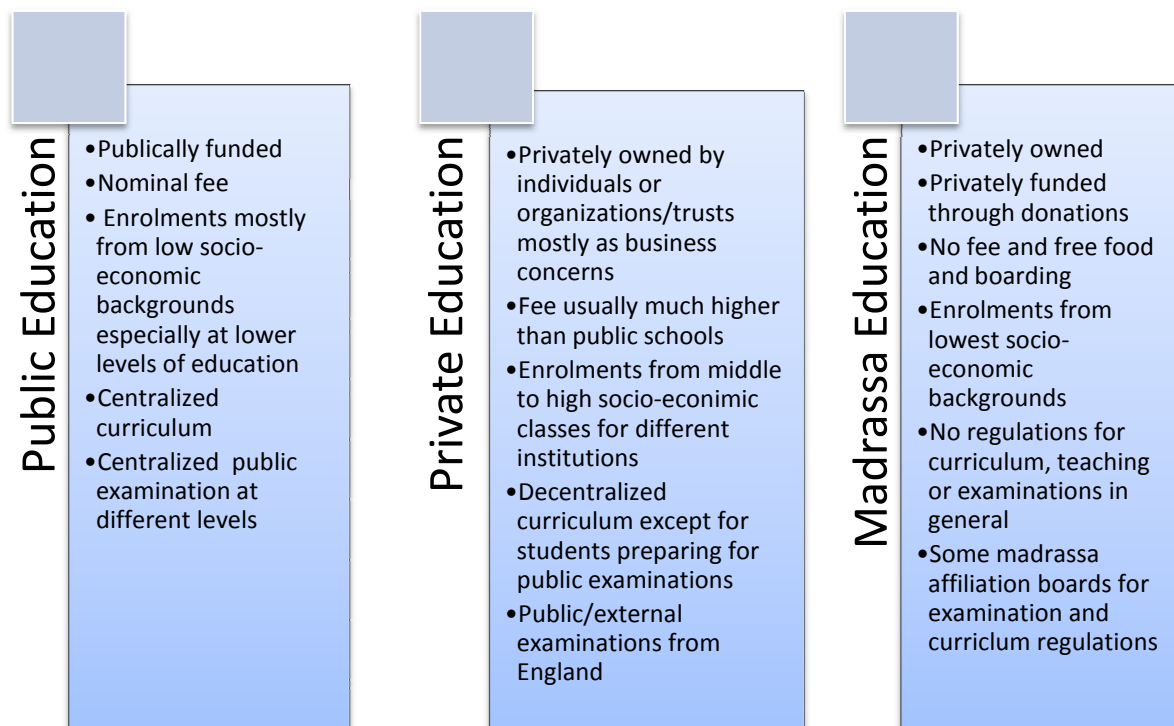 Public Education
•Publically funded
•Nominal fee
• Enrolments mostly
from low socio-
economic
backgrounds
especially at lower
levels of education
•Centralized
curriculum
•Centralized  public
examination at
different levels
Private Education
•Privately owned by
individuals or
organizations/trusts
mostly as business
concerns
•Fee usually much higher
than public schools
•Enrolments from middle
to high socio-econimic
classes for different
institutions
•Decentralized
curriculum except for
students preparing for
public examinations
•Public/external
examinations from
England
Madrassa Education
•Privately owned
•Privately funded
through donations
•No fee and free food
and boarding
•Enrolments from
lowest socio-
economic
backgrounds
•No regulations for
curriculum, teaching
or examinations in
general
•Some madrassa
affiliation boards for
examination and
curriclum regulations